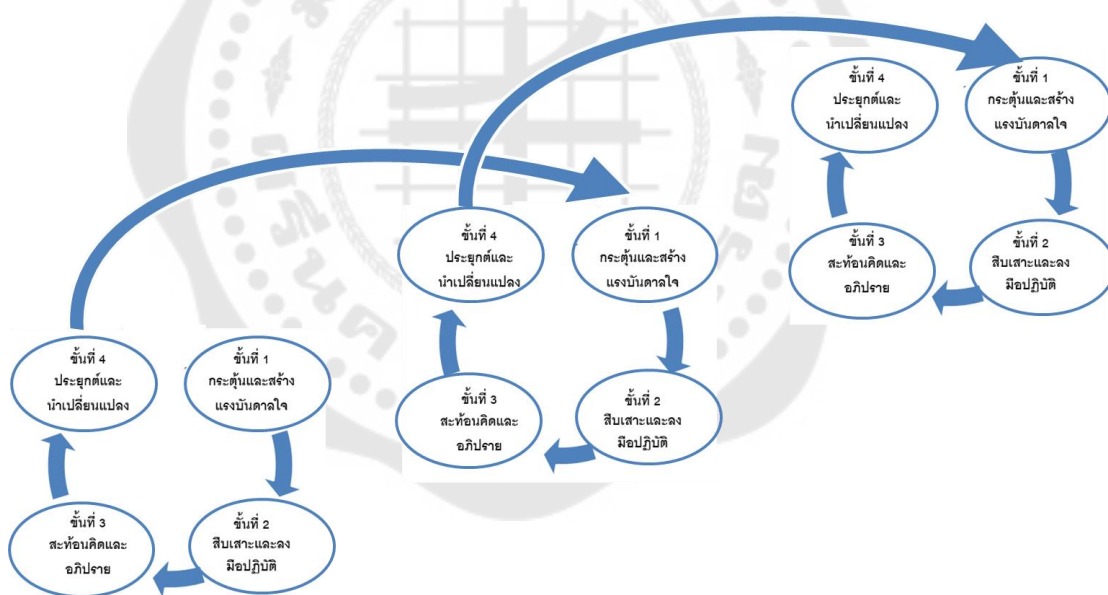 ขั้นที่ 4
ประยุกต์และ
นำเปลี่ยนแปลง
ขั้นที่ 1
กระตุ้นและสร้าง
แรงบันดาลใจ
ขั้นที่ 3
สะท้อนคิดและ
อภิปราย
ขั้นที่ 2
สืบเสาะและลง
มือปฏิบัติ
ขั้นที่ 4
ประยุกต์และ
นำเปลี่ยนแปลง
ขั้นที่ 1
กระตุ้นและสร้าง
แรงบันดาลใจ
ขั้นที่ 3
สะท้อนคิดและ
อภิปราย
ขั้นที่ 2
สืบเสาะและลง
มือปฏิบัติ
ขั้นที่ 4
ประยุกต์และ
นำเปลี่ยนแปลง
ขั้นที่ 1
กระตุ้นและสร้าง
แรงบันดาลใจ
ขั้นที่ 3
สะท้อนคิดและ
อภิปราย
ขั้นที่ 2
สืบเสาะและลง
มือปฏิบัติ